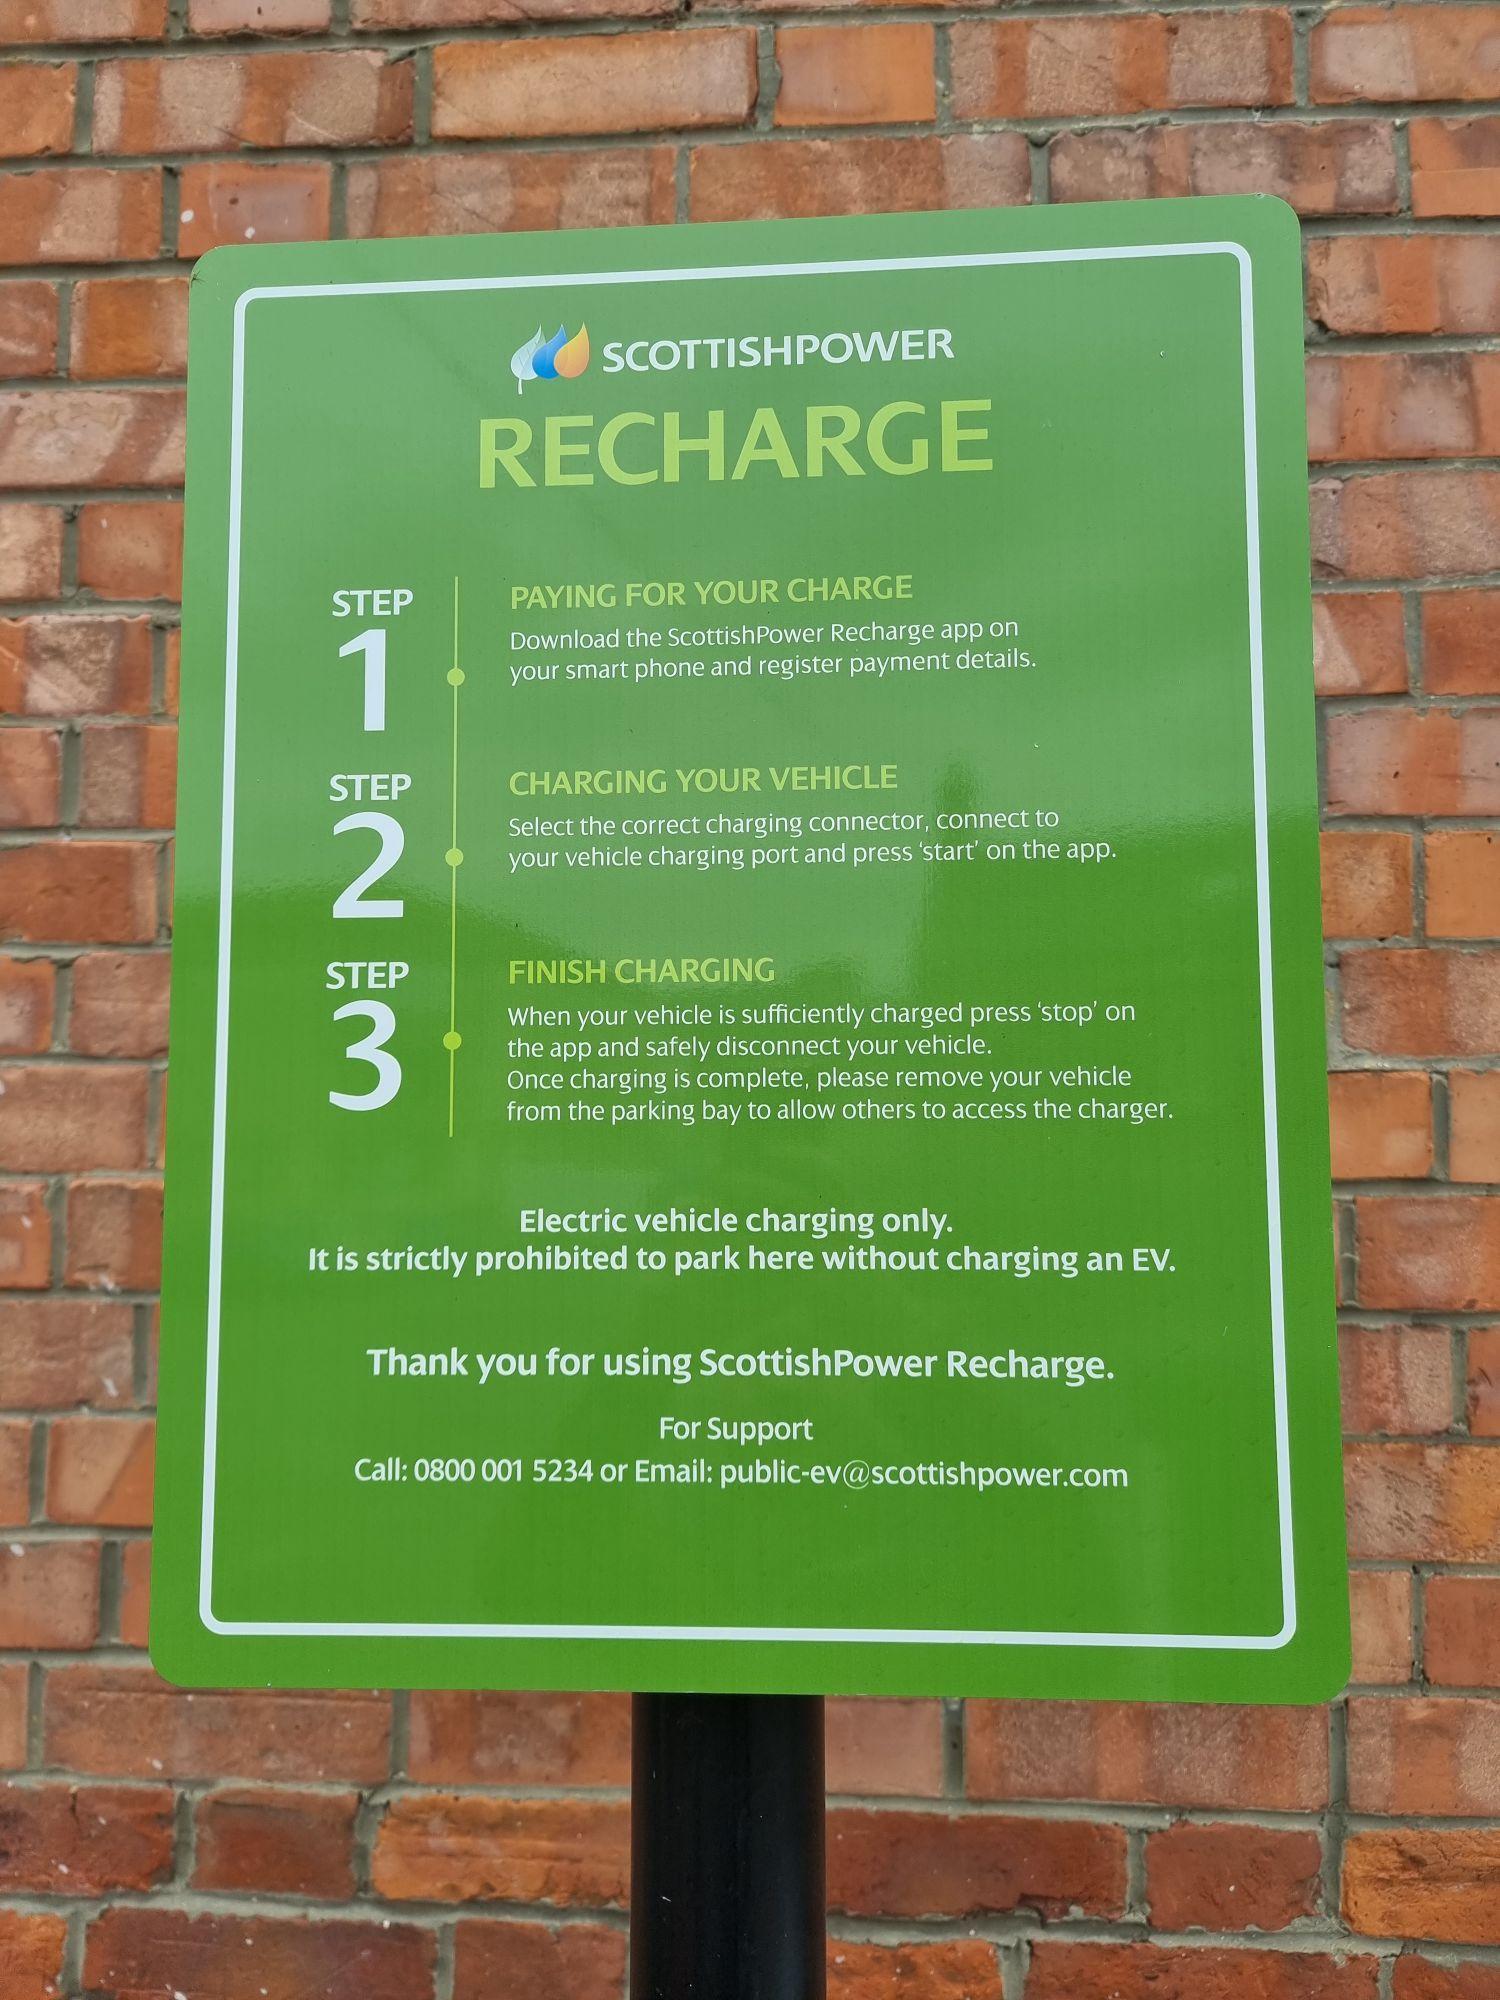 SCOTTISHPOWER
RECHARGE
STEP
1
PAYING FOR YOUR CHARGE
Download the ScottishPower Recharge app on
your smart phone and register payment details.
STEP
2
CHARGING YOUR VEHICLE
Select the correct charging connector, connect to
your vehicle charging port and press ‘start’ on the app.
STEP
3
FINISH CHARGING
When your vehicle is sufficiently charged press ‘stop’ on
the app and safely disconnect your vehicle.
Once charging is complete, please remove your vehicle
from the parking bay to allow others to access the charger.
Electric vehicle charging only.
It is strictly prohibited to park here without charging an EV.
Thank you for using ScottishPower Recharge.
For Support
Call: 0800 001 5234 or Email: public-ev@scottishpower.com